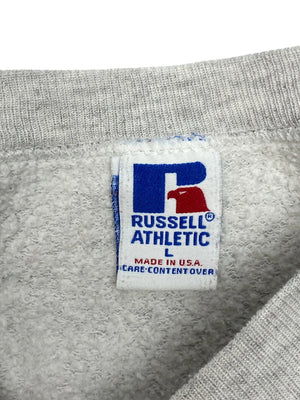 RUSSELL®
ATHLETIC
L
MADE IN U.S.A.
CARE·CONTENT OVER